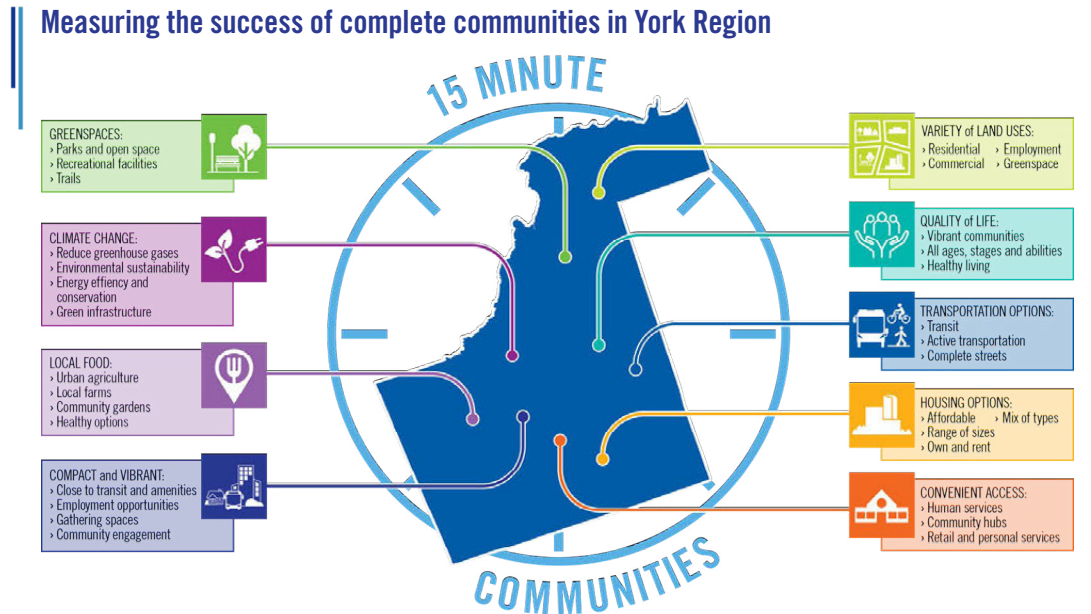 Measuring the success of complete communities in York Region
15 MINUTE
GREENSPACES:
› Parks and open space
› Recreational facilities
› Trails
CLIMATE CHANGE:
› Reduce greenhouse gases
› Environmental sustainability
› Energy effiency and
conservation
› Green infrastructure
LOCAL FOOD:
› Urban agriculture
› Local farms
› Community gardens
› Healthy options
COMPACT and VIBRANT:
› Close to transit and amenities
› Employment opportunities
› Gathering spaces
› Community engagement
VARIETY of LAND USES:
› Residential › Employment
› Commercial › Greenspace
QUALITY of LIFE:
› Vibrant communities
› All ages, stages and abilities
› Healthy living
TRANSPORTATION OPTIONS:
› Transit
› Active transportation
› Complete streets
HOUSING OPTIONS:
› Affordable › Mix of types
› Range of sizes
› Own and rent
CONVENIENT ACCESS:
› Human services
› Community hubs
› Retail and personal services
COMMUNITIES